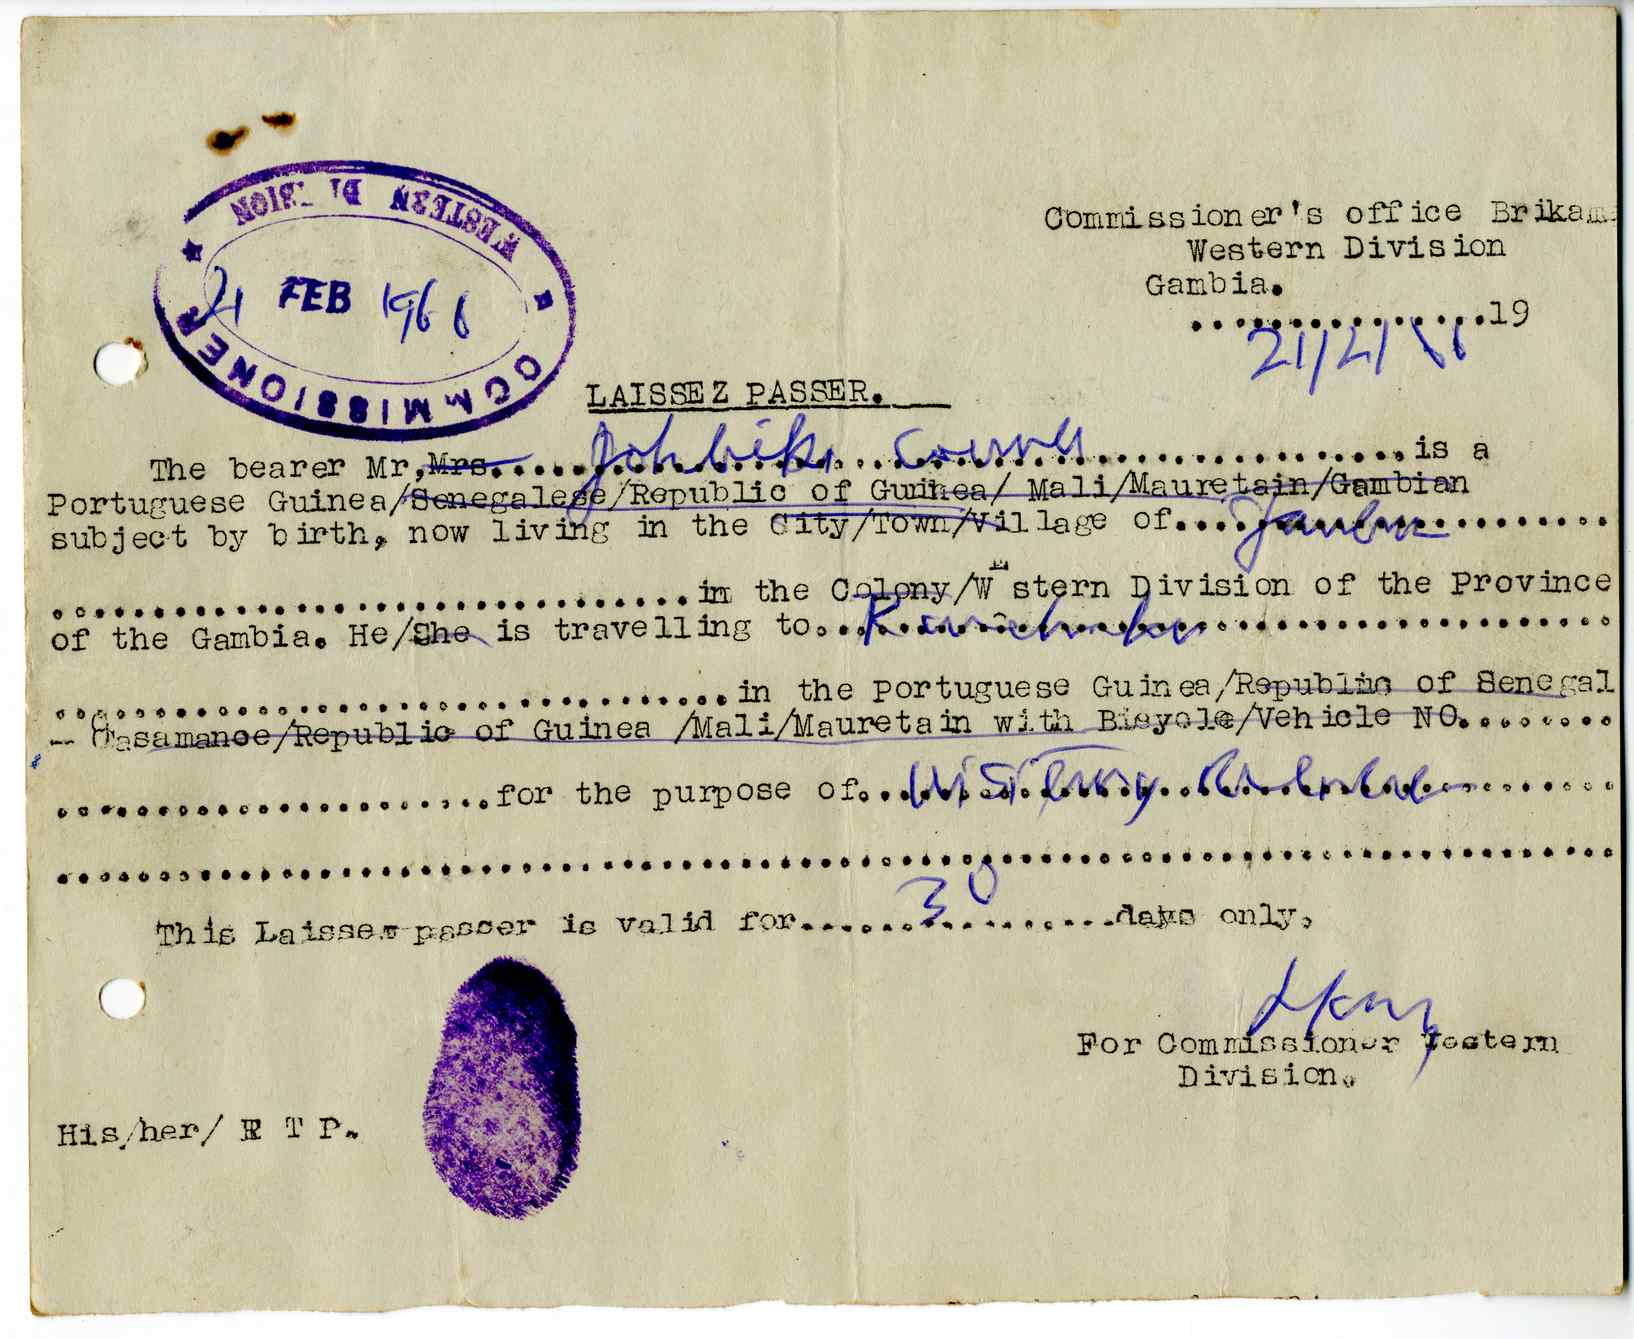 WESTERN DIVISION
21 FEB 1966
COMMISSIONER
Commissioner's office Brikama
Western Division
Gambia.
................19
21/2/66
LAISSEZ PASSER.
The bearer Mr, Mrs. .............................. is a
Portuguese Guinea/Senegalese/Republic of Guinea/ Mali/Mauretain/Gambian
subject by birth, now living in the City/Town/Village of....................
................................in the Colony/Western Division of the Province
of the Gambia. He/She is travelling to........................................
..................................in the Portuguese Guinea/Republic of Senegal
- Casamance/Republic of Guinea /Mali/Mauretain with Bicycle/Vehicle NO........
......................for the purpose of. visiting ....................
..............................................................................
This Laissez passer is valid for......30..........days only.
For Commissioner Western
Division.
His/her/ R T P.